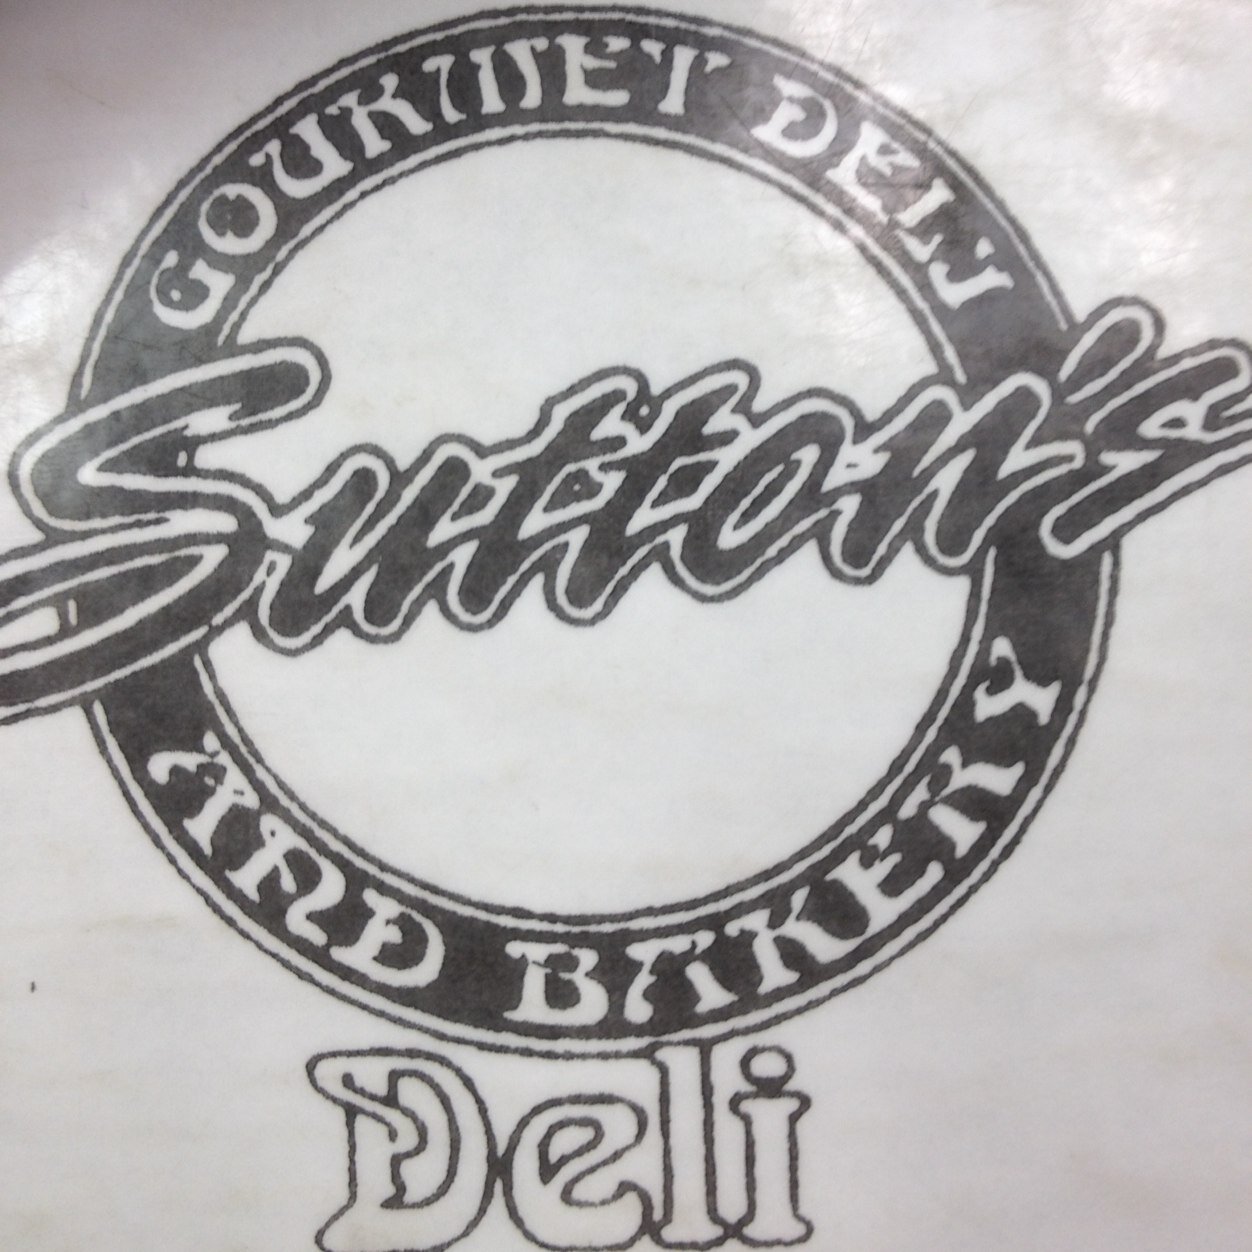 GOURMET DELI
Sutton's
AND BAKERY
Deli